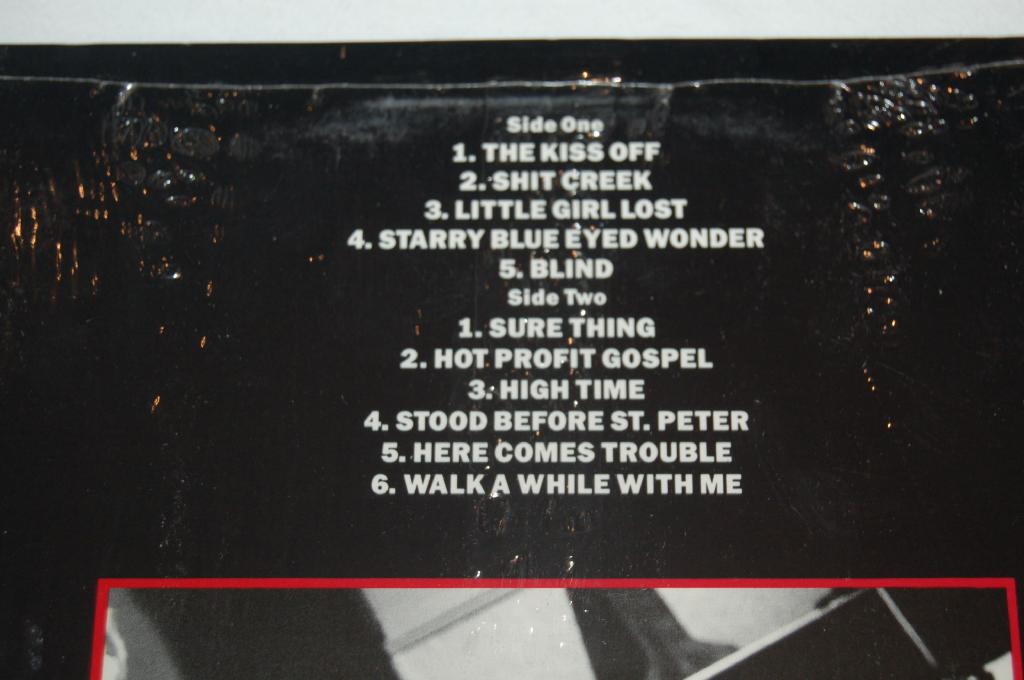 Side One
1. THE KISS OFF
2. SHIT CREEK
3. LITTLE GIRL LOST
4. STARRY BLUE EYED WONDER
5. BLIND
Side Two
1. SURE THING
2. HOT PROFIT GOSPEL
3. HIGH TIME
4. STOOD BEFORE ST. PETER
5. HERE COMES TROUBLE
6. WALK A WHILE WITH ME